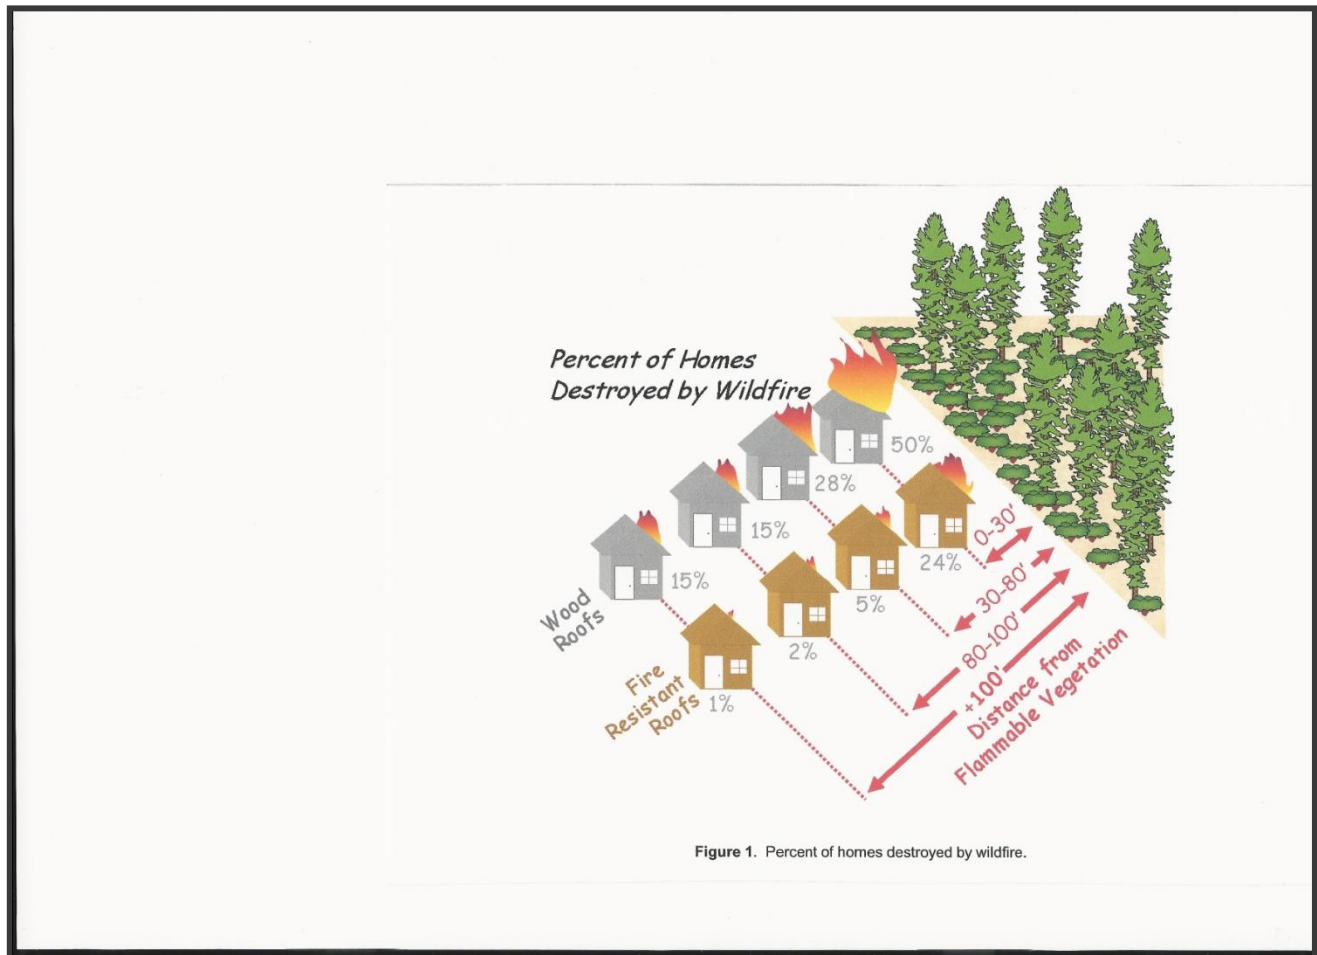 Percent of Homes
Destroyed by Wildfire
50%
28%
15%
15%
Wood
Roofs
24%
5%
2%
1%
Fire
Resistant
Roofs
0-30'
30-80'
80-100'
+100'
Distance from
Flammable Vegetation
Figure 1. Percent of homes destroyed by wildfire.